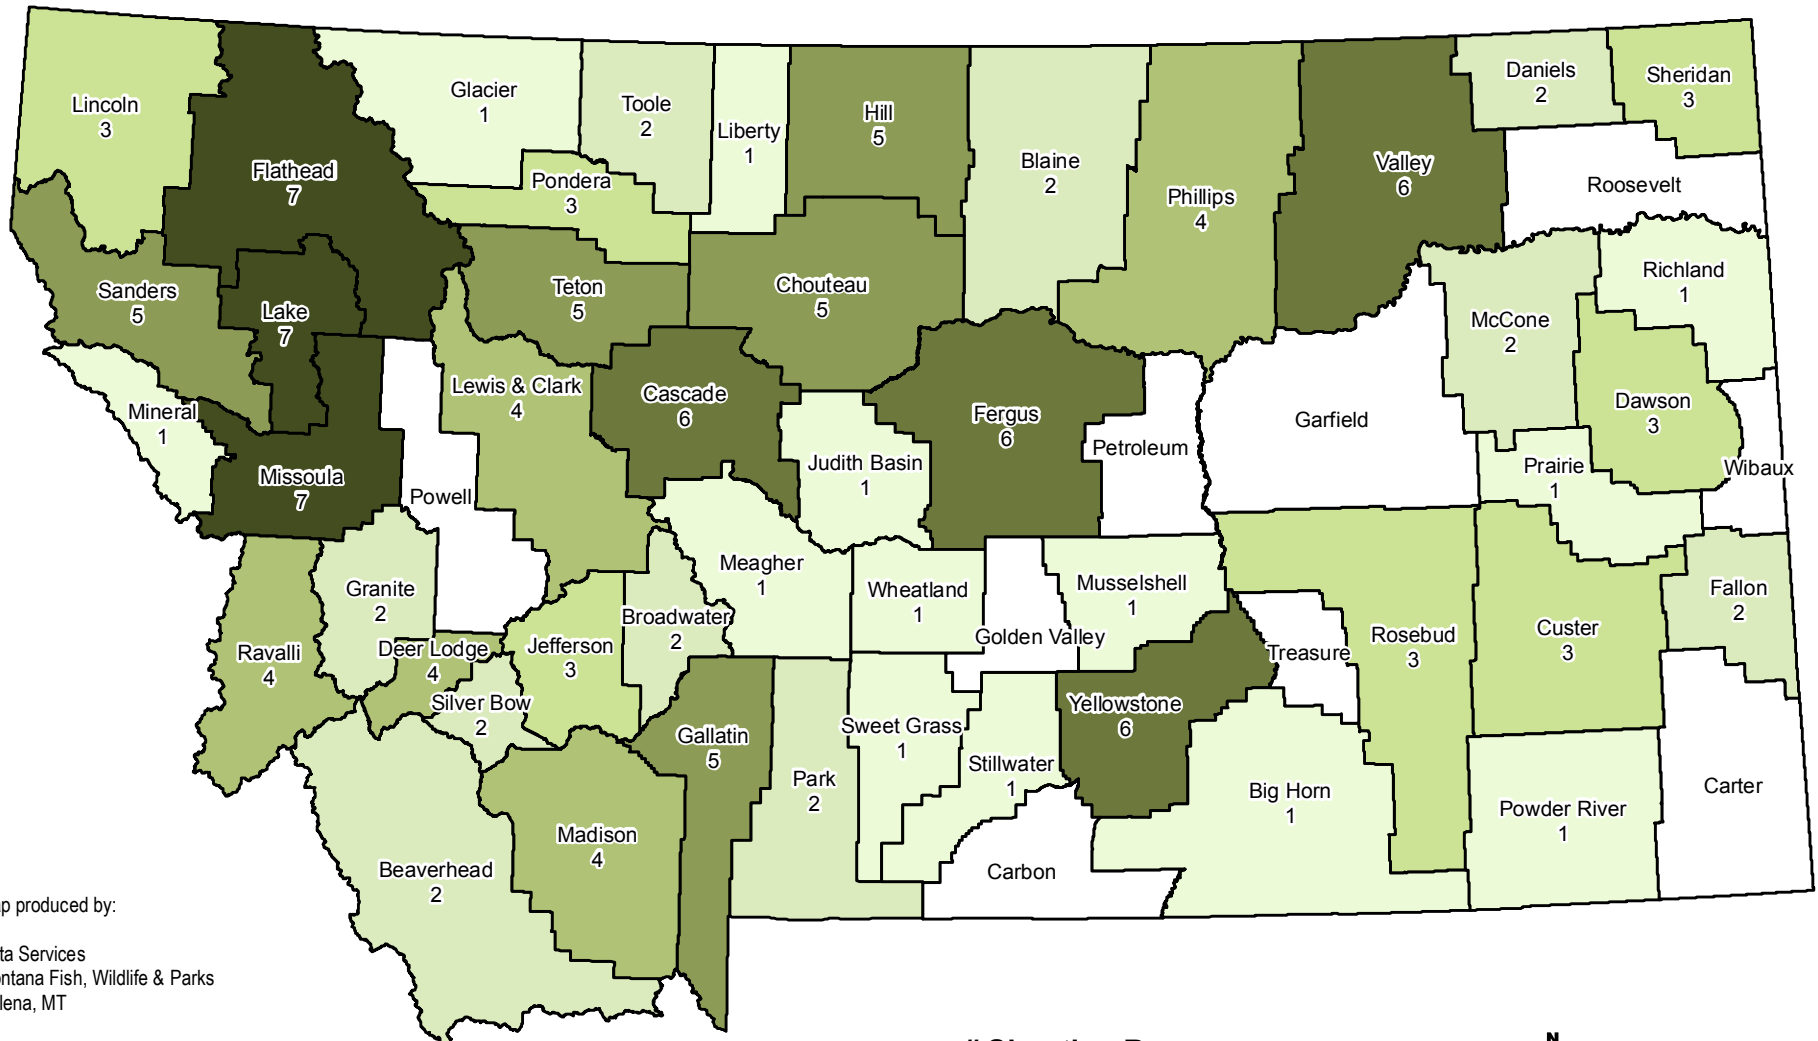 Lincoln
3
Flathead
7
Glacier
1
Toole
2
Liberty
1
Hill
5
Blaine
2
Phillips
4
Valley
6
Daniels
2
Sheridan
3
Roosevelt
Pondera
3
Sanders
5
Lake
7
Teton
5
Chouteau
5
Richland
1
McCone
2
Mineral
1
Lewis & Clark
4
Cascade
6
Fergus
6
Judith Basin
1
Petroleum
Garfield
Dawson
3
Prairie
1
Wibaux
Missoula
7
Powell
Granite
2
Meagher
1
Wheatland
1
Musselshell
1
Golden Valley
Treasure
Rosebud
3
Custer
3
Fallon
2
Ravalli
4
Deer Lodge
4
Silver Bow
2
Jefferson
3
Broadwater
2
Gallatin
5
Park
2
Sweet Grass
1
Stillwater
1
Yellowstone
6
Big Horn
1
Powder River
1
Carter
Carbon
Beaverhead
2
Madison
4
ap produced by:
ta Services
ontana Fish, Wildlife & Parks
lena, MT
N